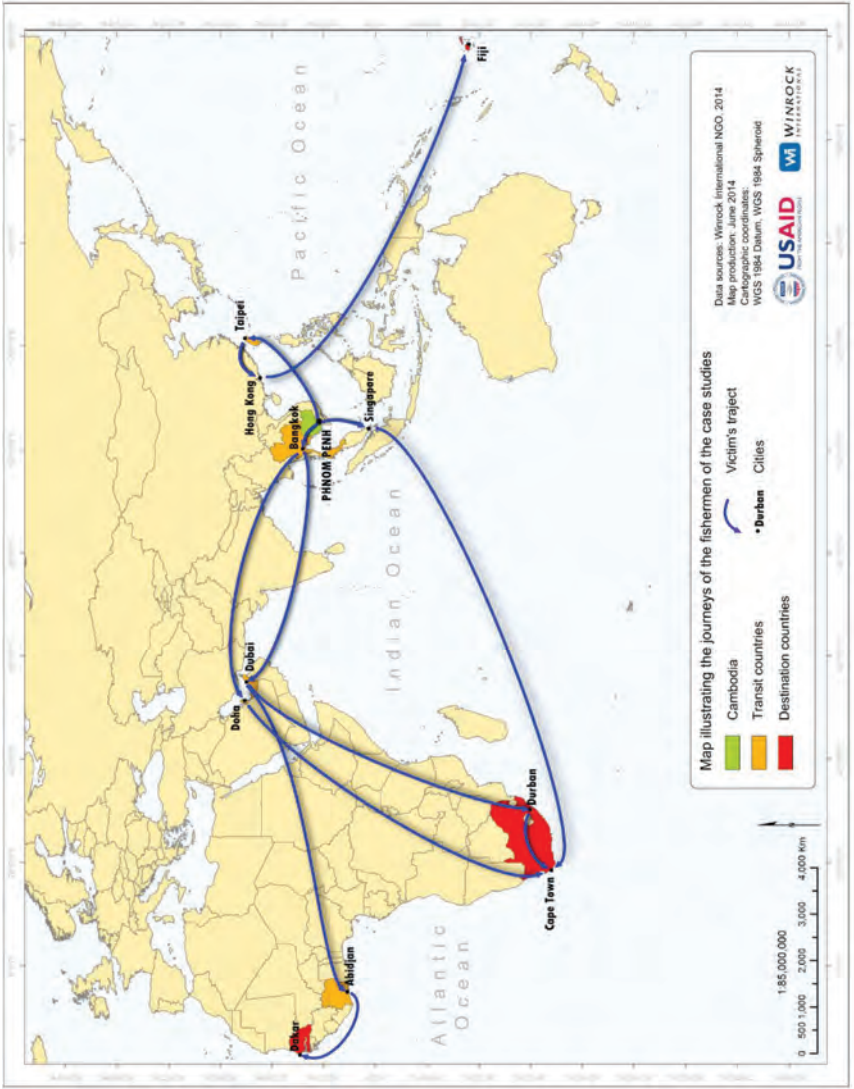 Pacific Ocean
Fiji
Taipei
Hong Kong
Bangkok
PHNOM PENH
Singapore
Indian Ocean
Dubai
Doha
Durban
Cape Town
Abidjan
Dakar
Atlantic
Ocean
Map illustrating the journeys of the fishermen of the case studies
Cambodia
Transit countries
Destination countries
Victim's traject
Durban
Cities
Data sources: Winrock International NGO, 2014
Map production: June 2014
Cartographic coordinates:
WGS 1984 Datum, WGS 1984 Spheroid
USAID
FROM THE AMERICAN PEOPLE
WINROCK
INTERNATIONAL
1:85,000,000
0 500 1,000 2,000 3,000 4,000 Km